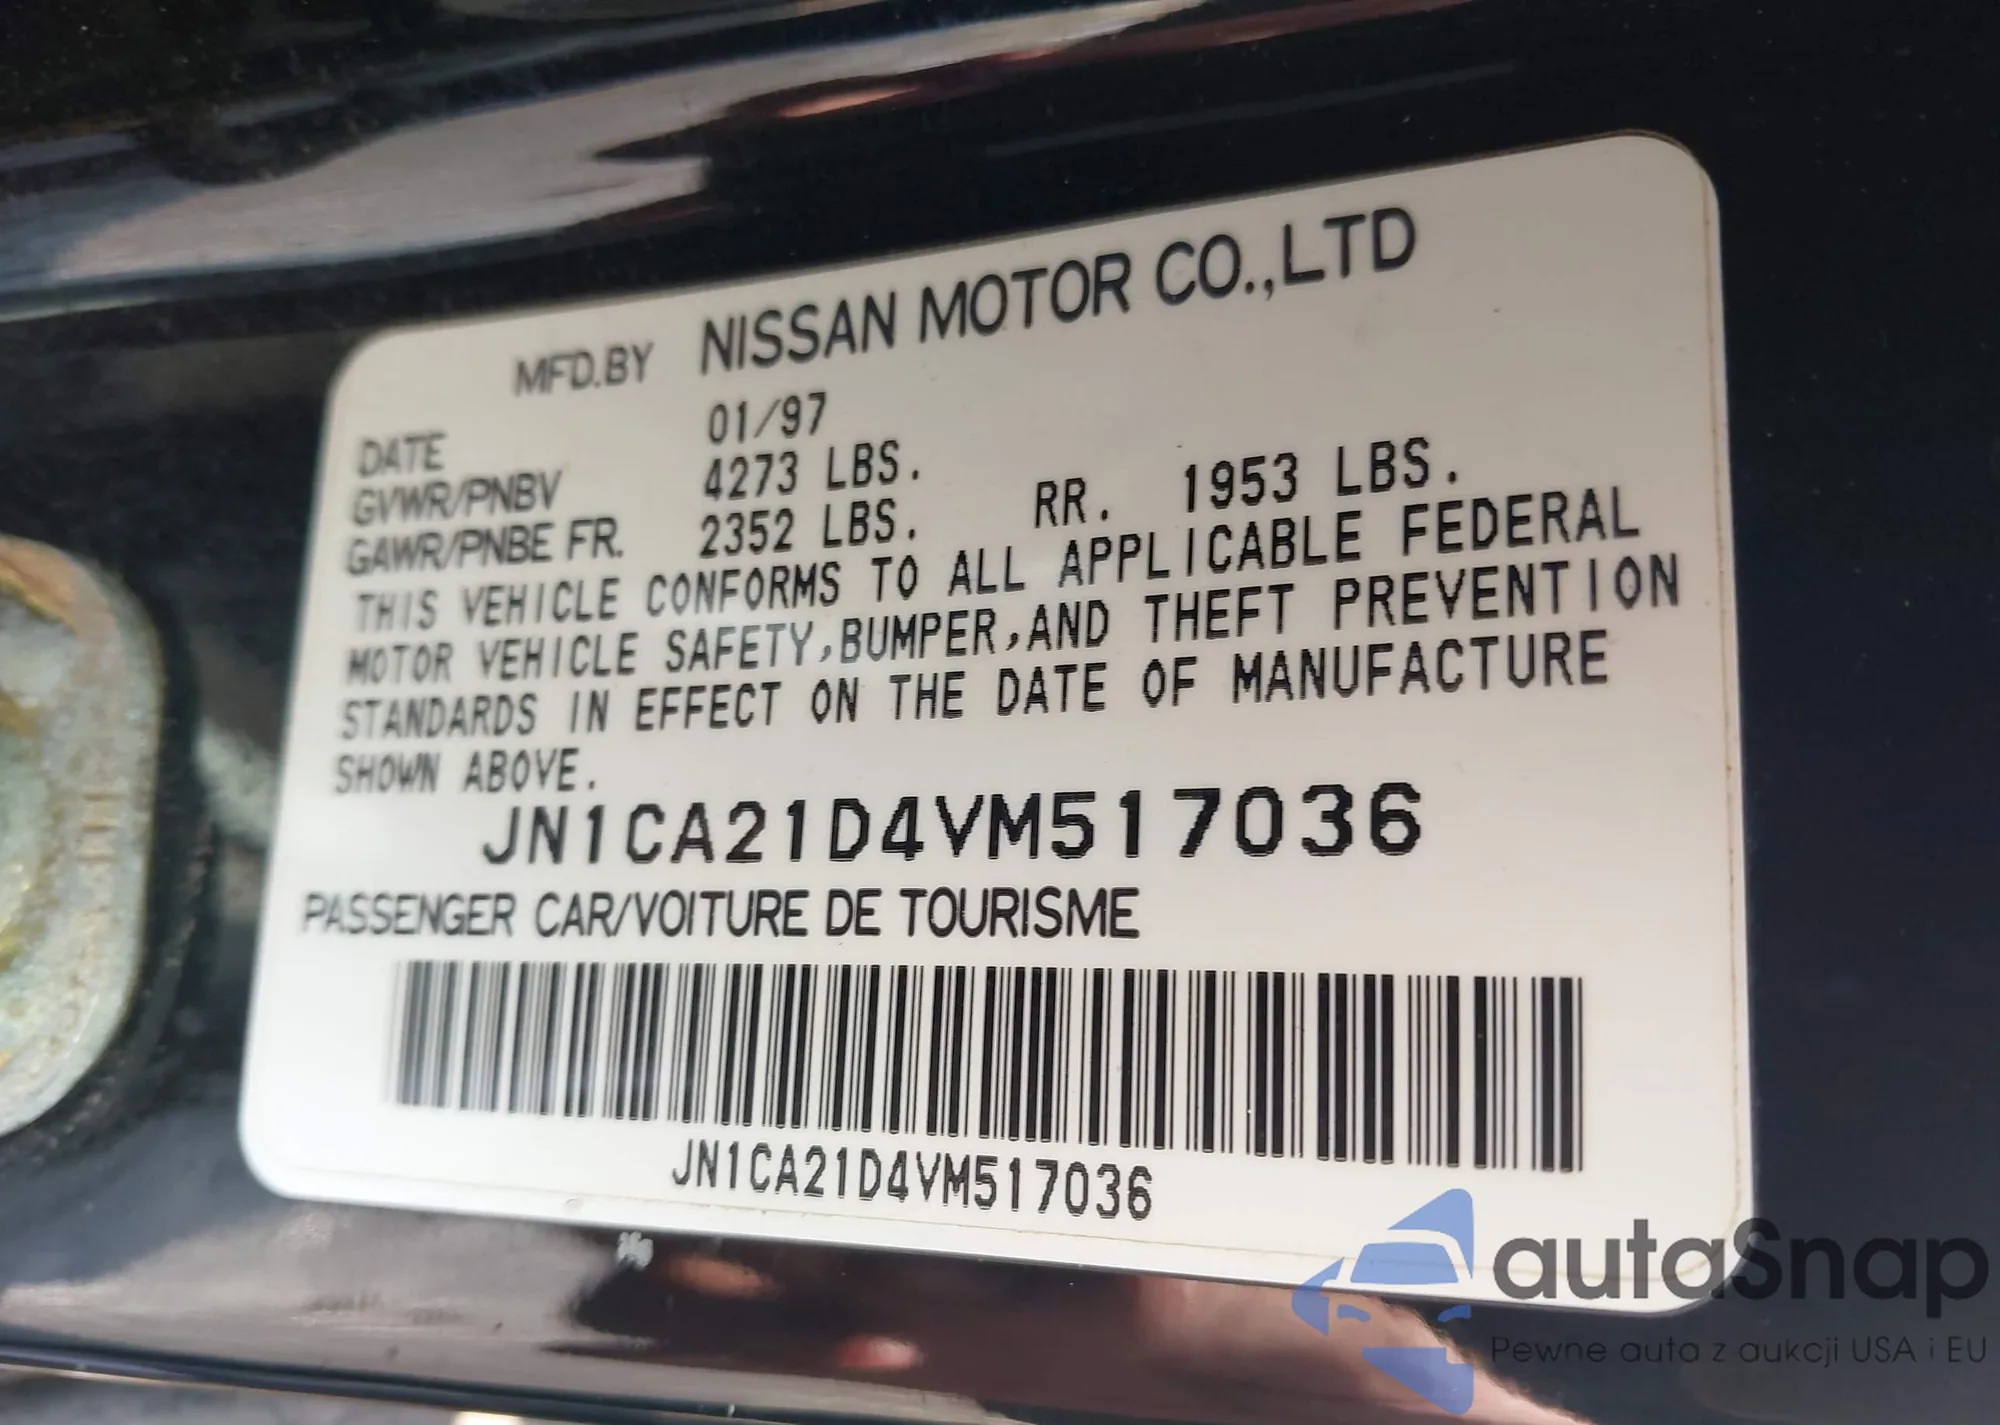 MFD.BY NISSAN MOTOR CO.,LTD
DATE 01/97
GVWR/PNBV 4273 LBS.
GAWR/PNBE FR. 2352 LBS. RR. 1953 LBS.
THIS VEHICLE CONFORMS TO ALL APPLICABLE FEDERAL
MOTOR VEHICLE SAFETY,BUMPER,AND THEFT PREVENTION
STANDARDS IN EFFECT ON THE DATE OF MANUFACTURE
SHOWN ABOVE.
JN1CA21D4VM517036
PASSENGER CAR/VOITURE DE TOURISME
JN1CA21D4VM517036
autaSnap
Pewne auta z aukcji USA i EU